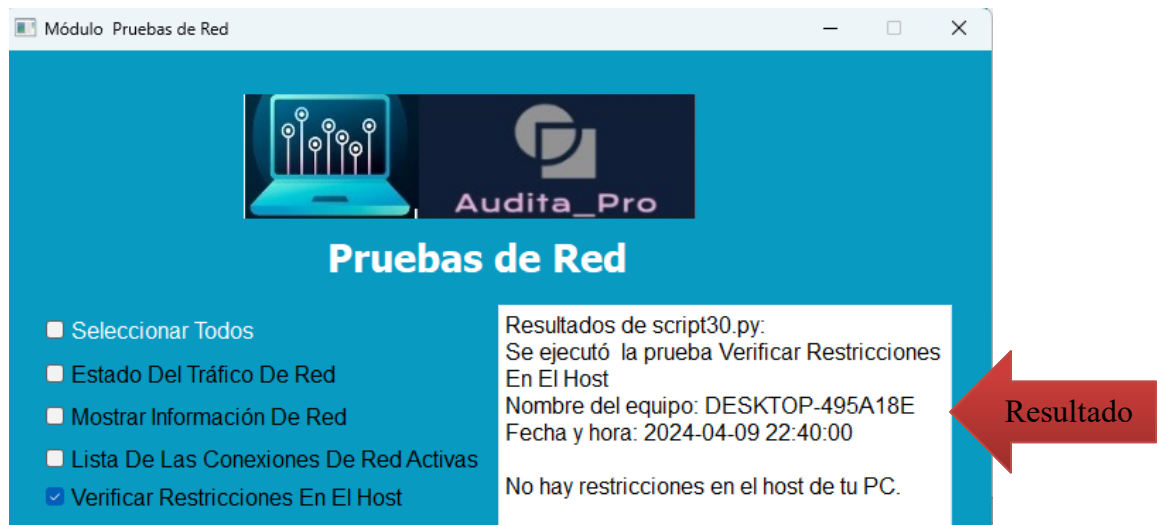 Módulo Pruebas de Red
Audita_Pro
Pruebas de Red
Seleccionar Todos
Estado Del Tráfico De Red
Mostrar Información De Red
Lista De Las Conexiones De Red Activas
Verificar Restricciones En El Host
Resultados de script30.py:
Se ejecutó la prueba Verificar Restricciones
En El Host
Nombre del equipo: DESKTOP-495A18E
Fecha y hora: 2024-04-09 22:40:00
No hay restricciones en el host de tu PC.
Resultado